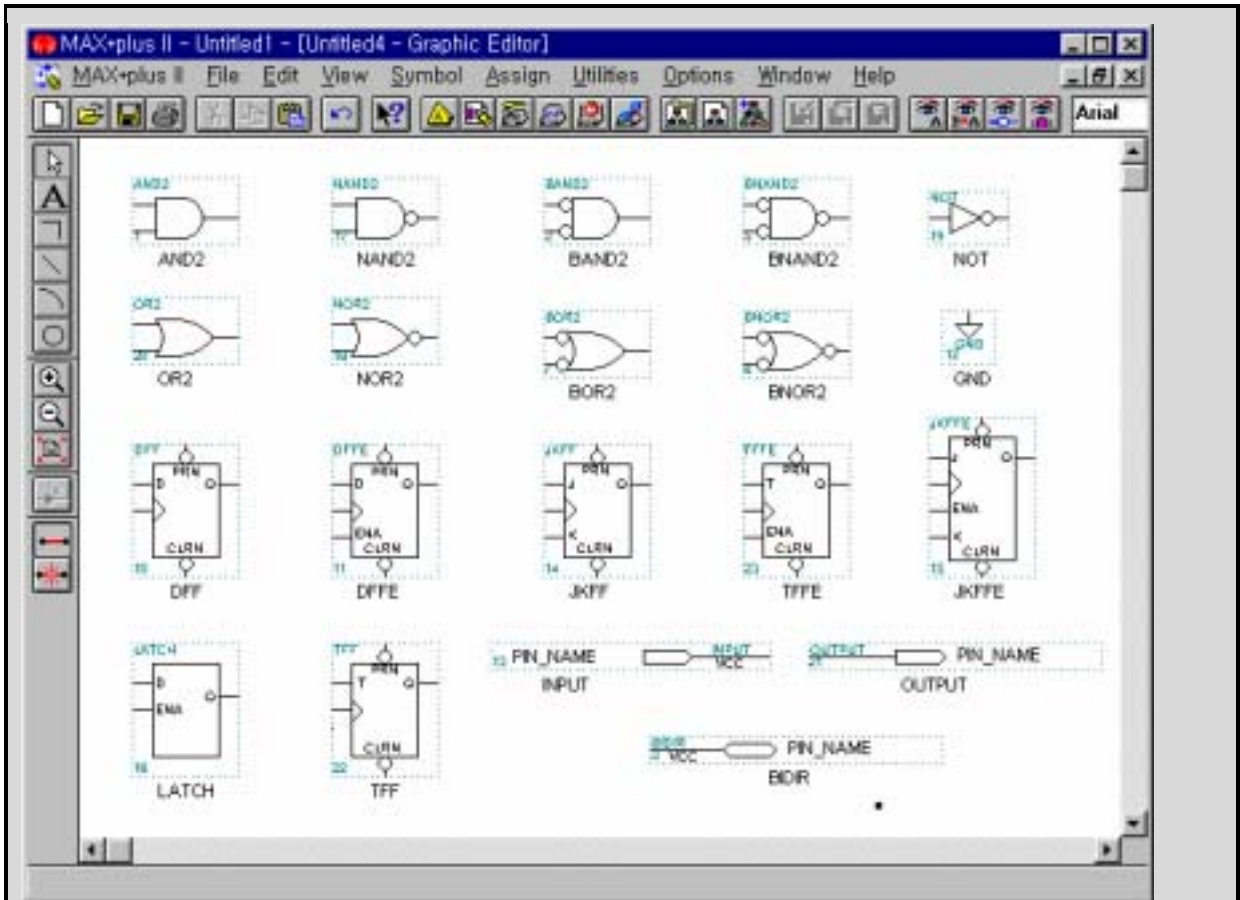 MAX+plus II - Untitled1 - [Untitled4 - Graphic Editor]
MAX+plus II File Edit View Symbol Assign Utilities Options Window Help
Arial
AND2 NAND2 BAND2 BNAND2 NOT
AND2 NAND2 BAND2 BNAND2 NOT
OR2 NOR2 BOR2 BNOR2 GND
OR2 NOR2 BOR2 BNOR2 GND
DFF DFFE JKFF TFFE JKFFE
PRN PRN PRN PRN PRN
D Q D Q J Q T Q J Q
ENA K ENA ENA K
CLRN CLRN CLRN CLRN CLRN
11 14 23
DFF DFFE JKFF TFFE JKFFE
LATCH TFF
PRN
D Q T Q
ENA
CLRN
22
LATCH TFF
PIN_NAME INPUT VCC
INPUT
OUTPUT PIN_NAME
OUTPUT
BIDIR VCC PIN_NAME
BIDIR